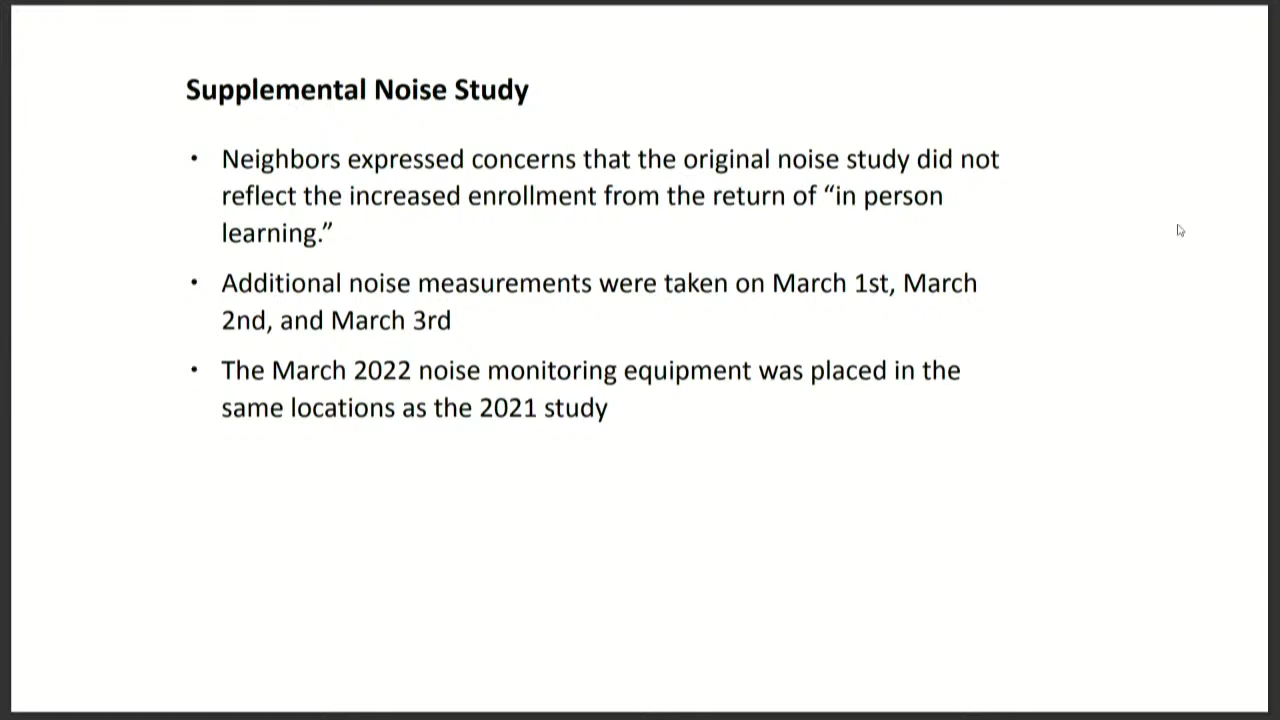 Supplemental Noise Study
• Neighbors expressed concerns that the original noise study did not
reflect the increased enrollment from the return of “in person
learning.”
• Additional noise measurements were taken on March 1st, March
2nd, and March 3rd
• The March 2022 noise monitoring equipment was placed in the
same locations as the 2021 study